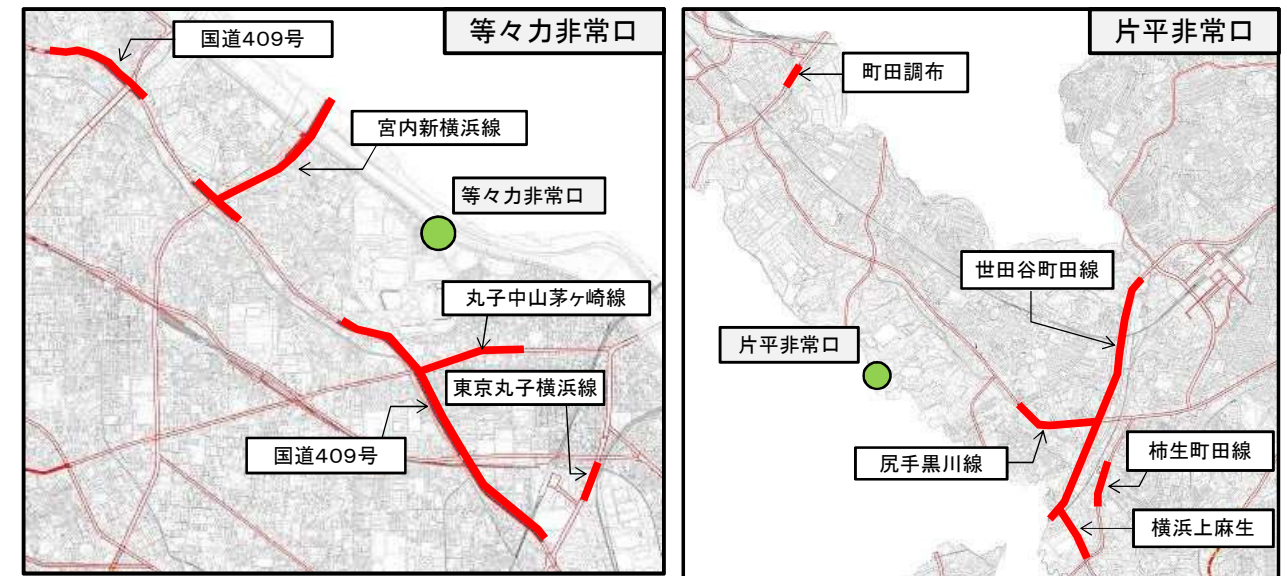 等々力非常口
国道409号
宮内新横浜線
等々力非常口
丸子中山茅ヶ崎線
東京丸子横浜線
国道409号
片平非常口
町田調布
世田谷町田線
片平非常口
尻手黒川線
柿生町田線
横浜上麻生